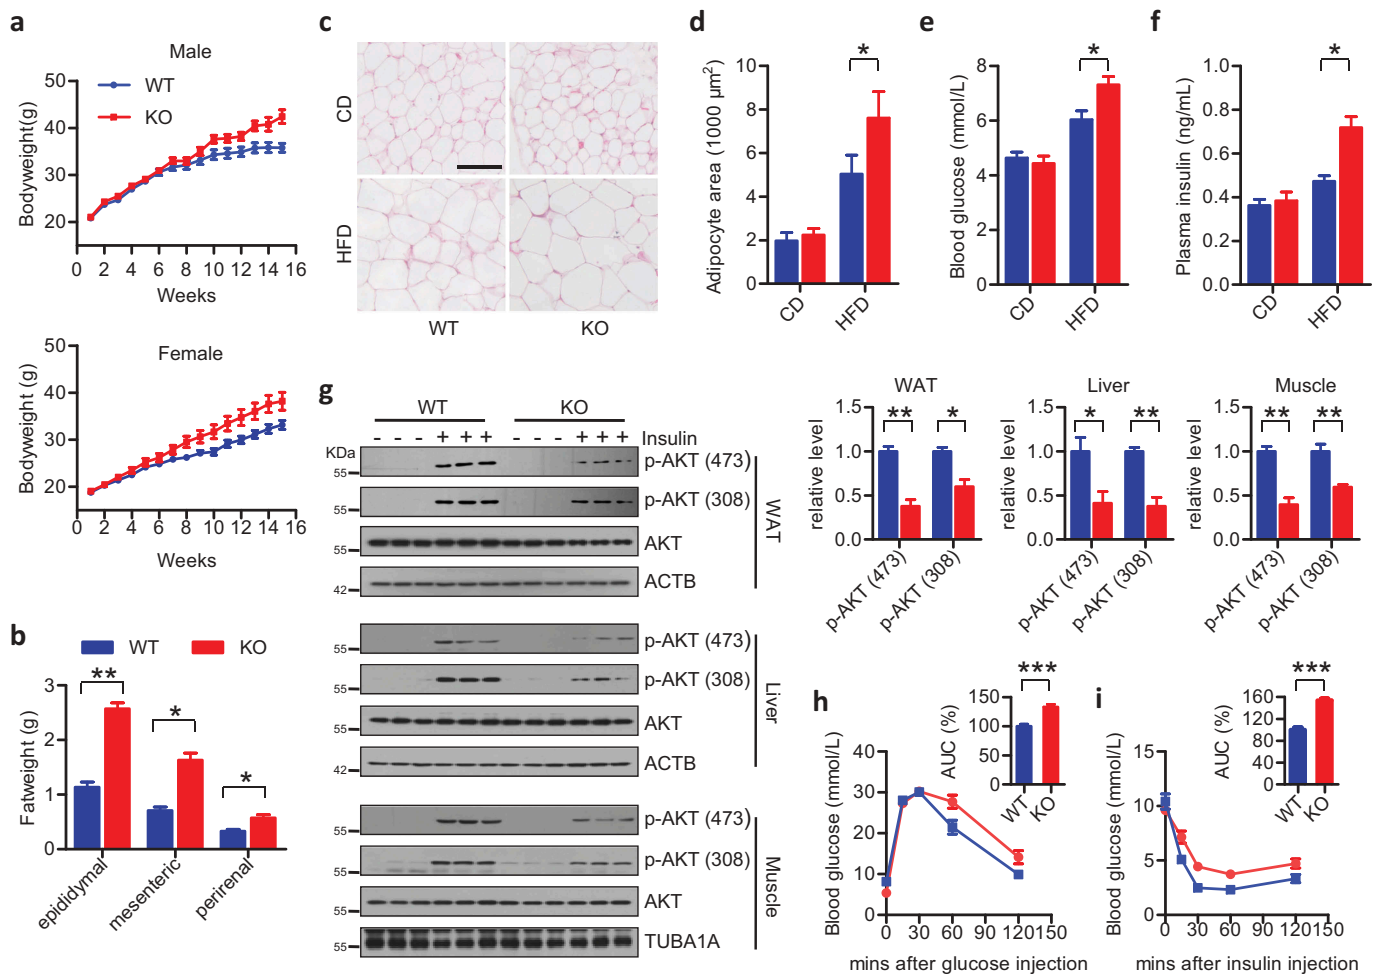 a
Male
Bodyweight(g)
50
40
30
20
WT
KO
0 2 4 6 8 10 12 14 16
Weeks
Female
Bodyweight (g)
50
40
30
20
0 2 4 6 8 10 12 14 16
Weeks
b
WT KO
Fatweight (g)
3
2
1
0
** * *
epididymal mesenteric perirenal
c
CD
HFD
WT KO
d
Adipocyte area (1000 µm²)
10
8
6
4
2
0
*
CD HFD
e
Blood glucose (mmol/L)
8
6
4
2
0
*
CD HFD
f
Plasma insulin (ng/mL)
1.0
0.8
0.6
0.4
0.2
0.0
*
CD HFD
g
WT KO
- - - + + + - - - + + + Insulin
KDa
55 p-AKT (473)
55 p-AKT (308)
55 AKT
42 ACTB
WAT
55 p-AKT (473)
55 p-AKT (308)
55 AKT
42 ACTB
Liver
55 p-AKT (473)
55 p-AKT (308)
55 AKT
55 TUBA1A
Muscle
WAT
relative level
1.5
1.0
0.5
0.0
** *
p-AKT (473)
p-AKT (308)
Liver
relative level
1.5
1.0
0.5
0.0
* **
p-AKT (473)
p-AKT (308)
Muscle
relative level
1.5
1.0
0.5
0.0
** **
p-AKT (473)
p-AKT (308)
h
Blood glucose (mmol/L)
40
30
20
10
0
0 30 60 90 120 150
mins after glucose injection
AUC (%)
150
100
50
0
***
WT KO
i
Blood glucose (mmol/L)
15
10
5
0
0 30 60 90 120 150
mins after insulin injection
AUC (%)
160
120
80
40
0
***
WT KO